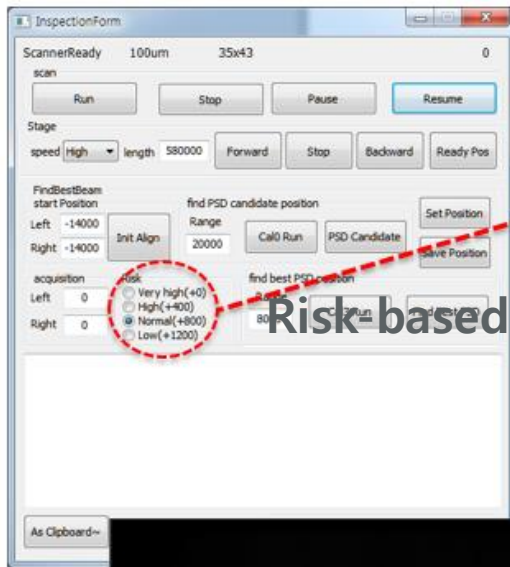 InspectionForm
ScannerReady 100um 35x43 0
scan
Run Stop Pause Resume
Stage
speed High length 580000 Forward Stop Backward Ready Pos
FindBestBeam
start Position find PSD candidate position
Left -14000 Init Align Range Cal0 Run PSD Candidate Set Position
Right -14000 20000 Save Position
acquisition Risk find best PSD position
Left 0 Very high(+0)
High(+400)
Right 0 Normal(+800)
Low(+1200)
Risk-based
As Clipboard~